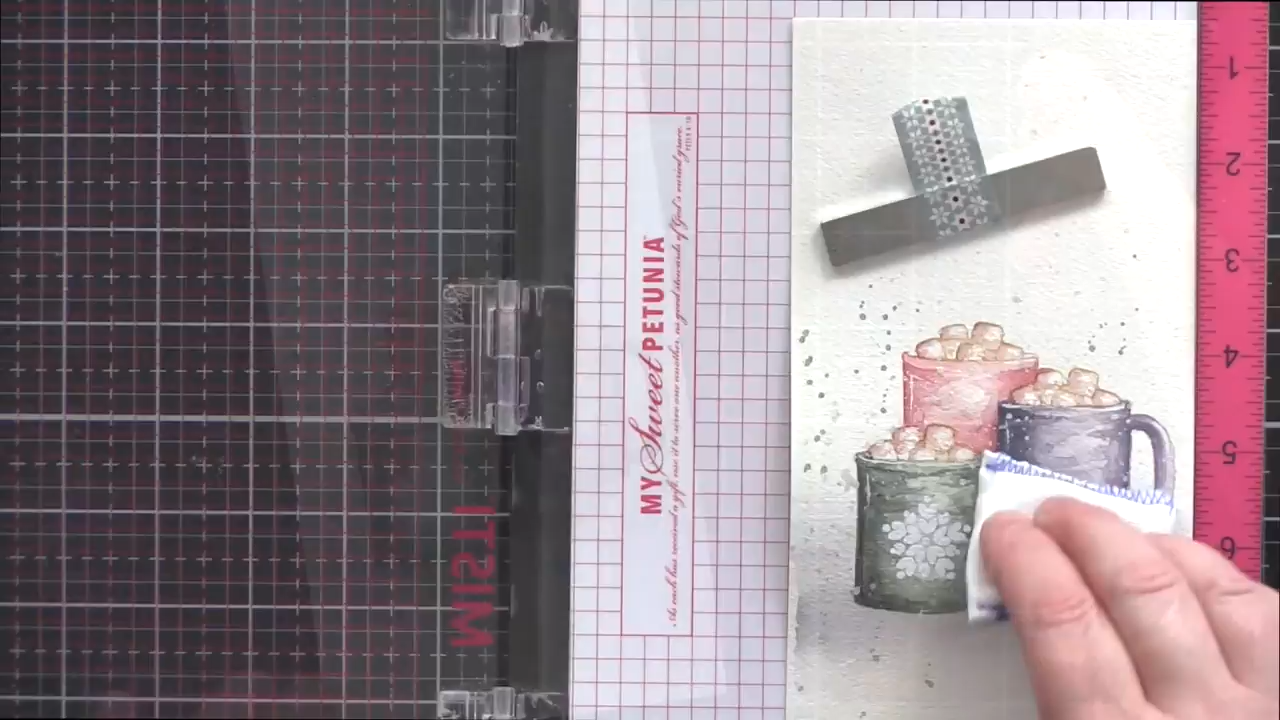 MY Sweet PETUNIA
As each has received a gift, use it to serve one another, as good stewards of God's varied grace.
MISTI
1
2
3
4
5
6